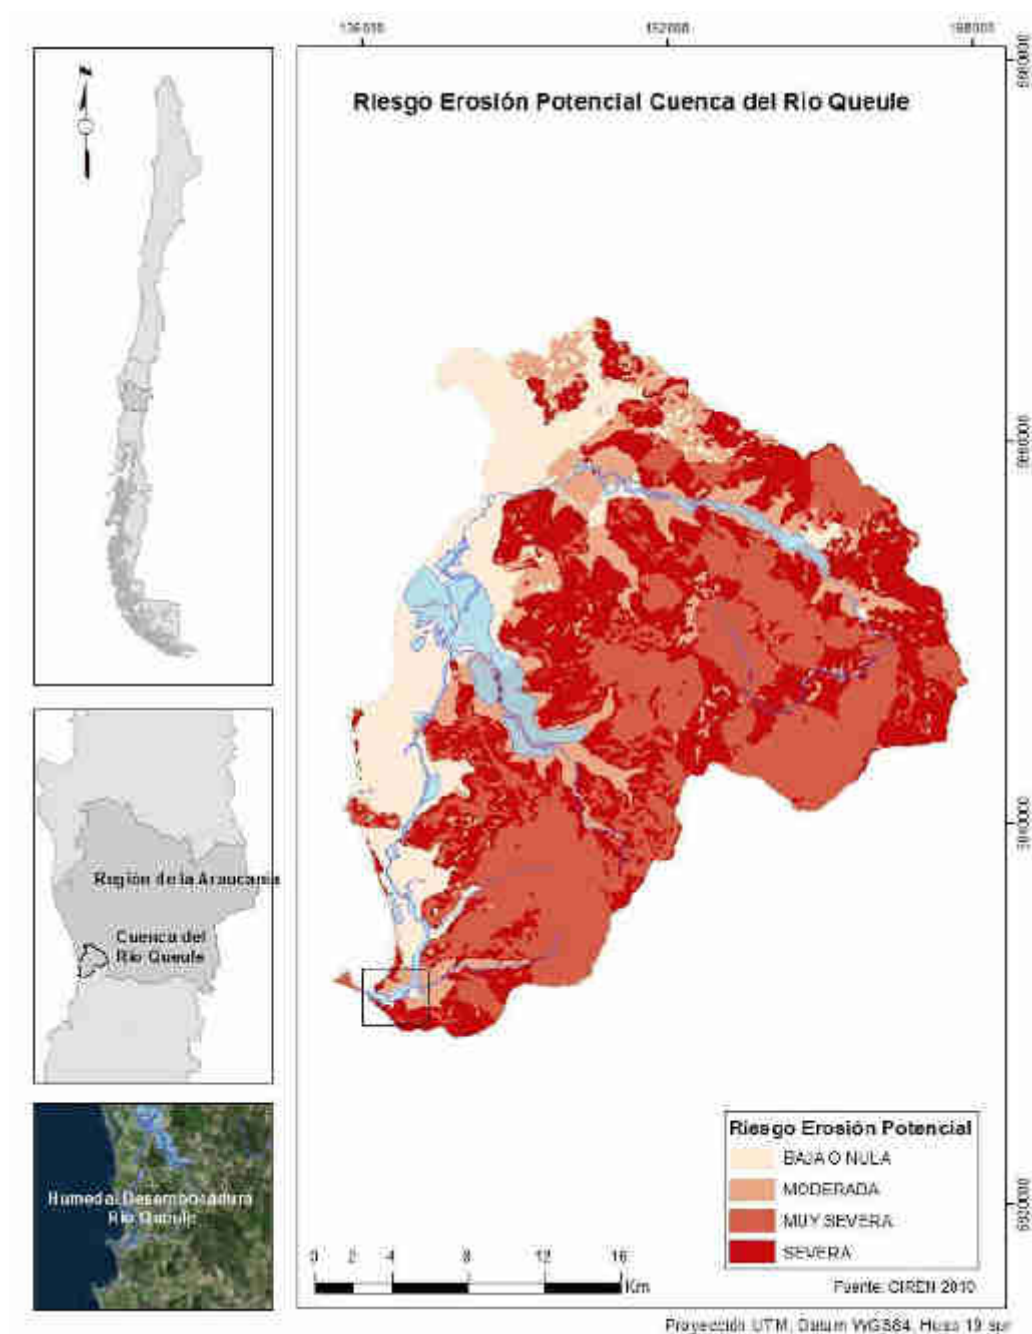 Riesgo Erosión Potencial Cuenca del Río Queule
152000
Región de la Araucanía
Cuenca del
Río Queule
Humedal Desembocadura
Río Queule
Riesgo Erosión Potencial
BAJA O NULA
MODERADA
MUY SEVERA
SEVERA
0 2 4 8 12 16
Km
Fuente: CIREN 2010
Proyección UTM, Datum WGS84, Huso 19 sur